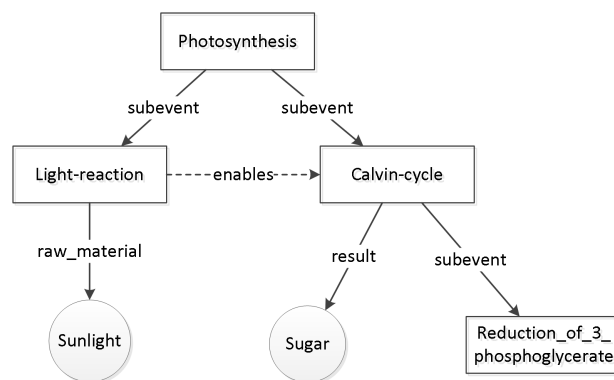 Photosynthesis
subevent
subevent
Light-reaction
enables
Calvin-cycle
raw_material
result
subevent
Sunlight
Sugar
Reduction_of_3_
phosphoglycerate